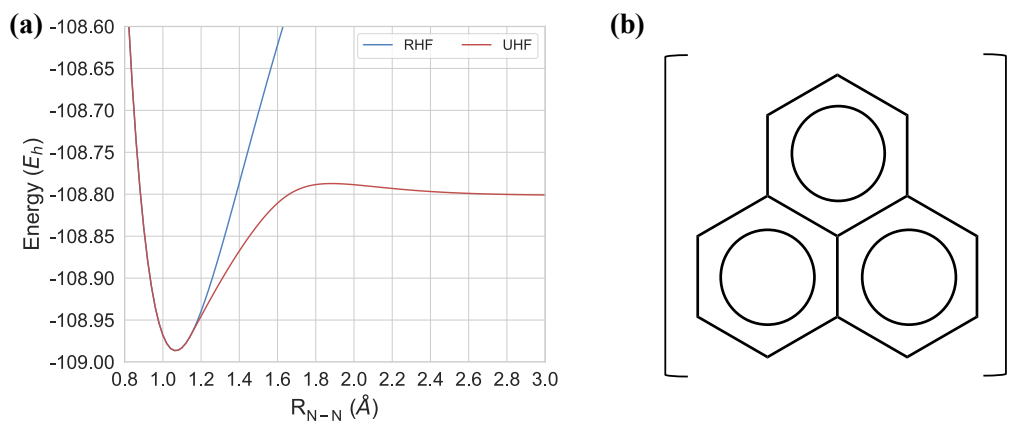 (a)
RHF
UHF
-108.60
-108.65
-108.70
-108.75
-108.80
-108.85
-108.90
-108.95
-109.00
Energy (E_h)
0.8 1.0 1.2 1.4 1.6 1.8 2.0 2.2 2.4 2.6 2.8 3.0
R_{N−N} (Å)
(b)